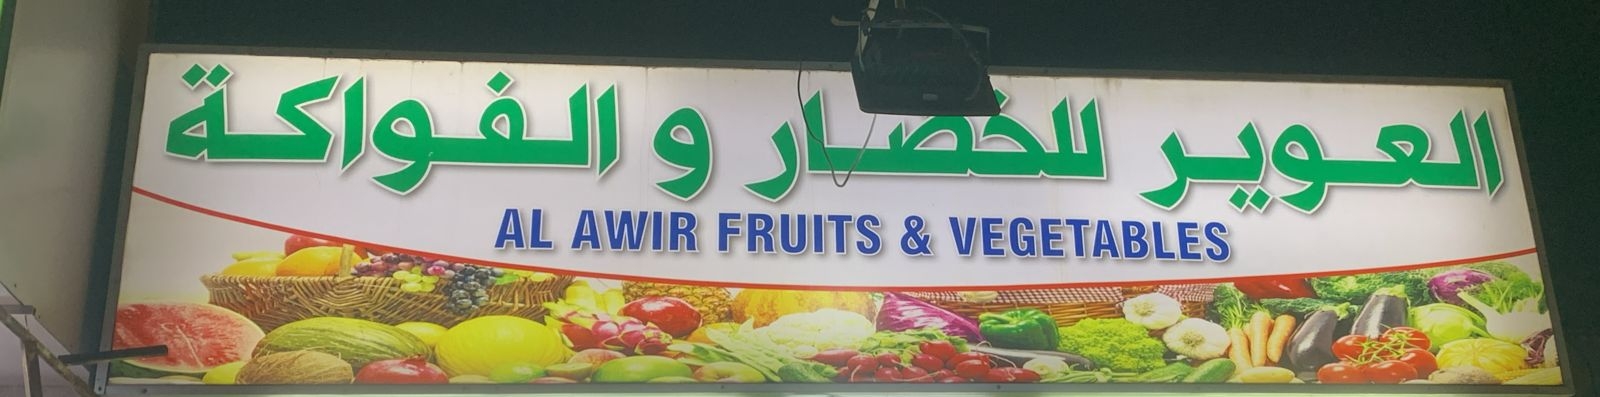 العوير للخضار و الفواكة
AL AWIR FRUITS & VEGETABLES